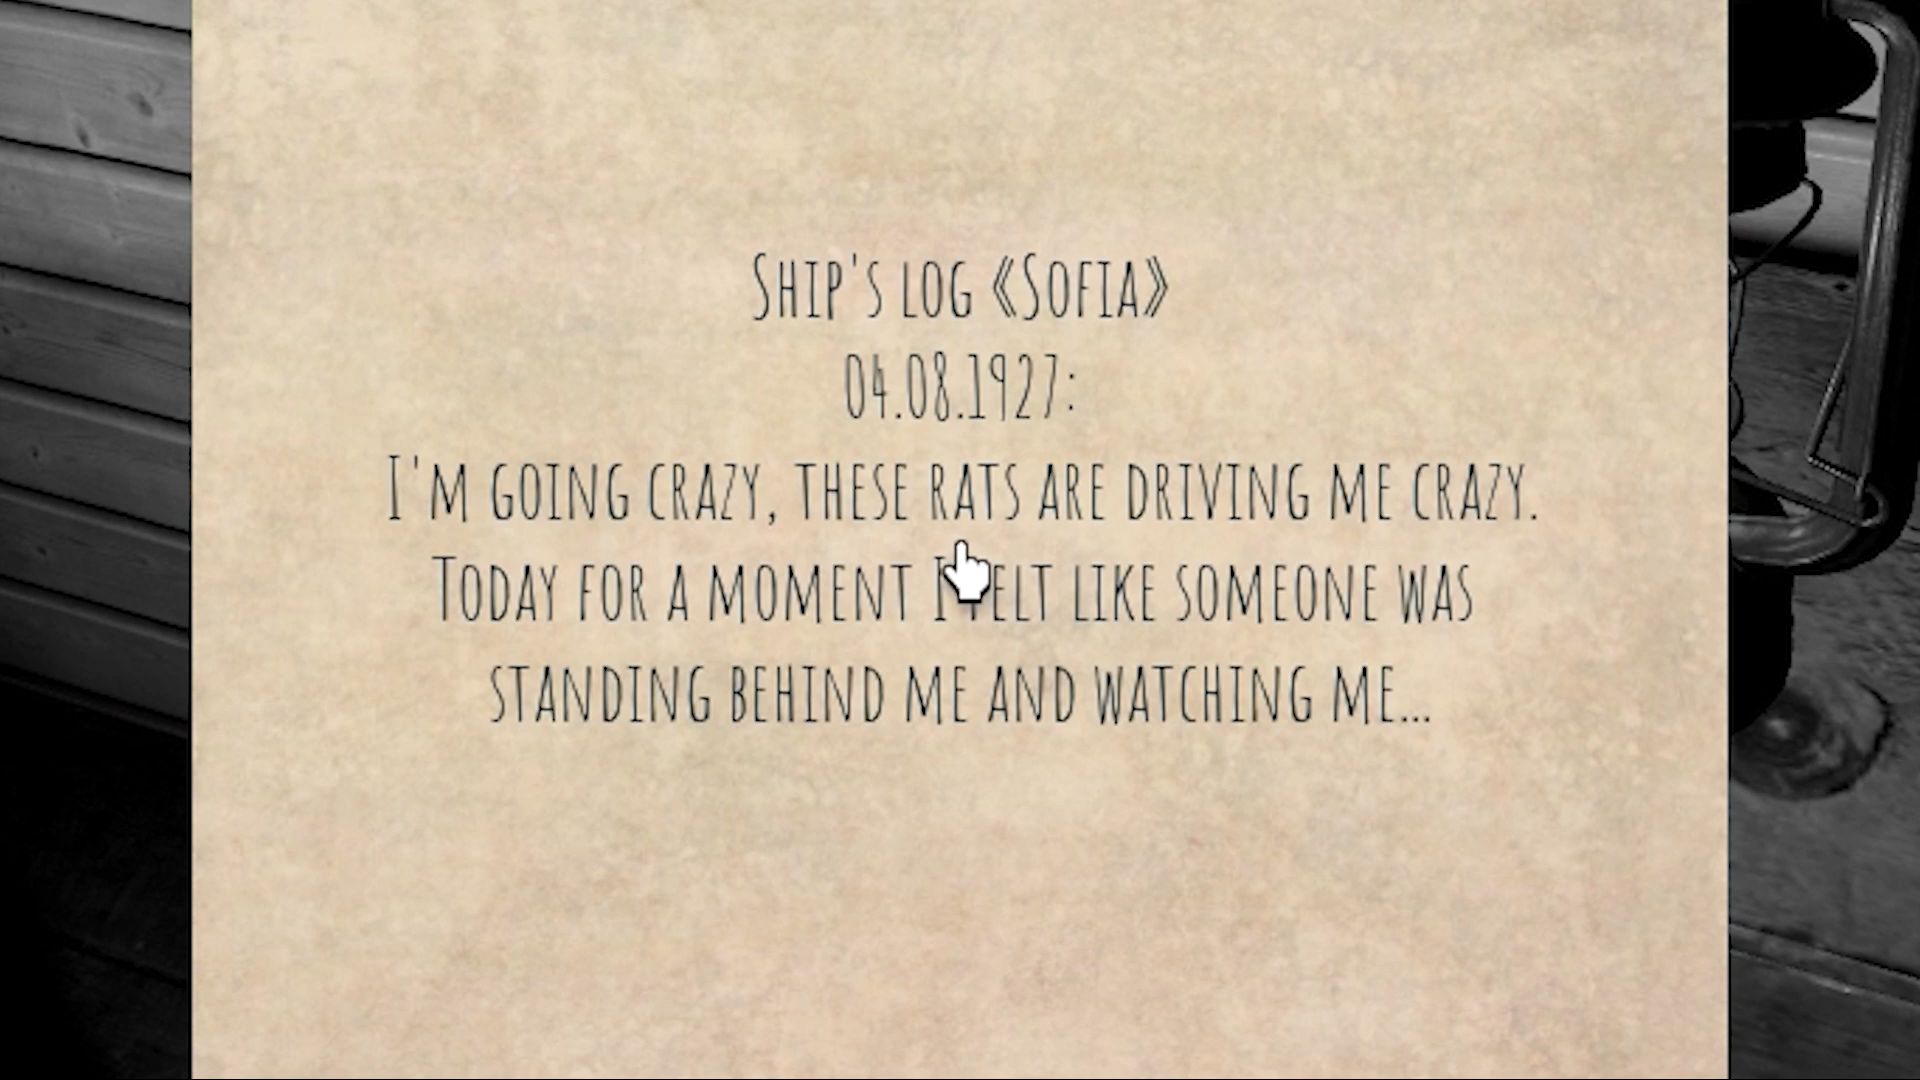 Ship's log 《Sofia》
04.08.1927:
I'm going crazy, these rats are driving me crazy.
Today for a moment I felt like someone was
standing behind me and watching me...